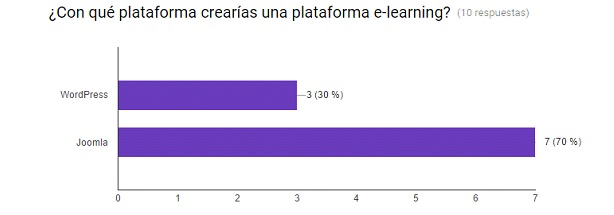 ¿Con qué plataforma crearías una plataforma e-learning? (10 respuestas)
WordPress 3 (30 %)
Joomla 7 (70 %)
0 1 2 3 4 5 6 7